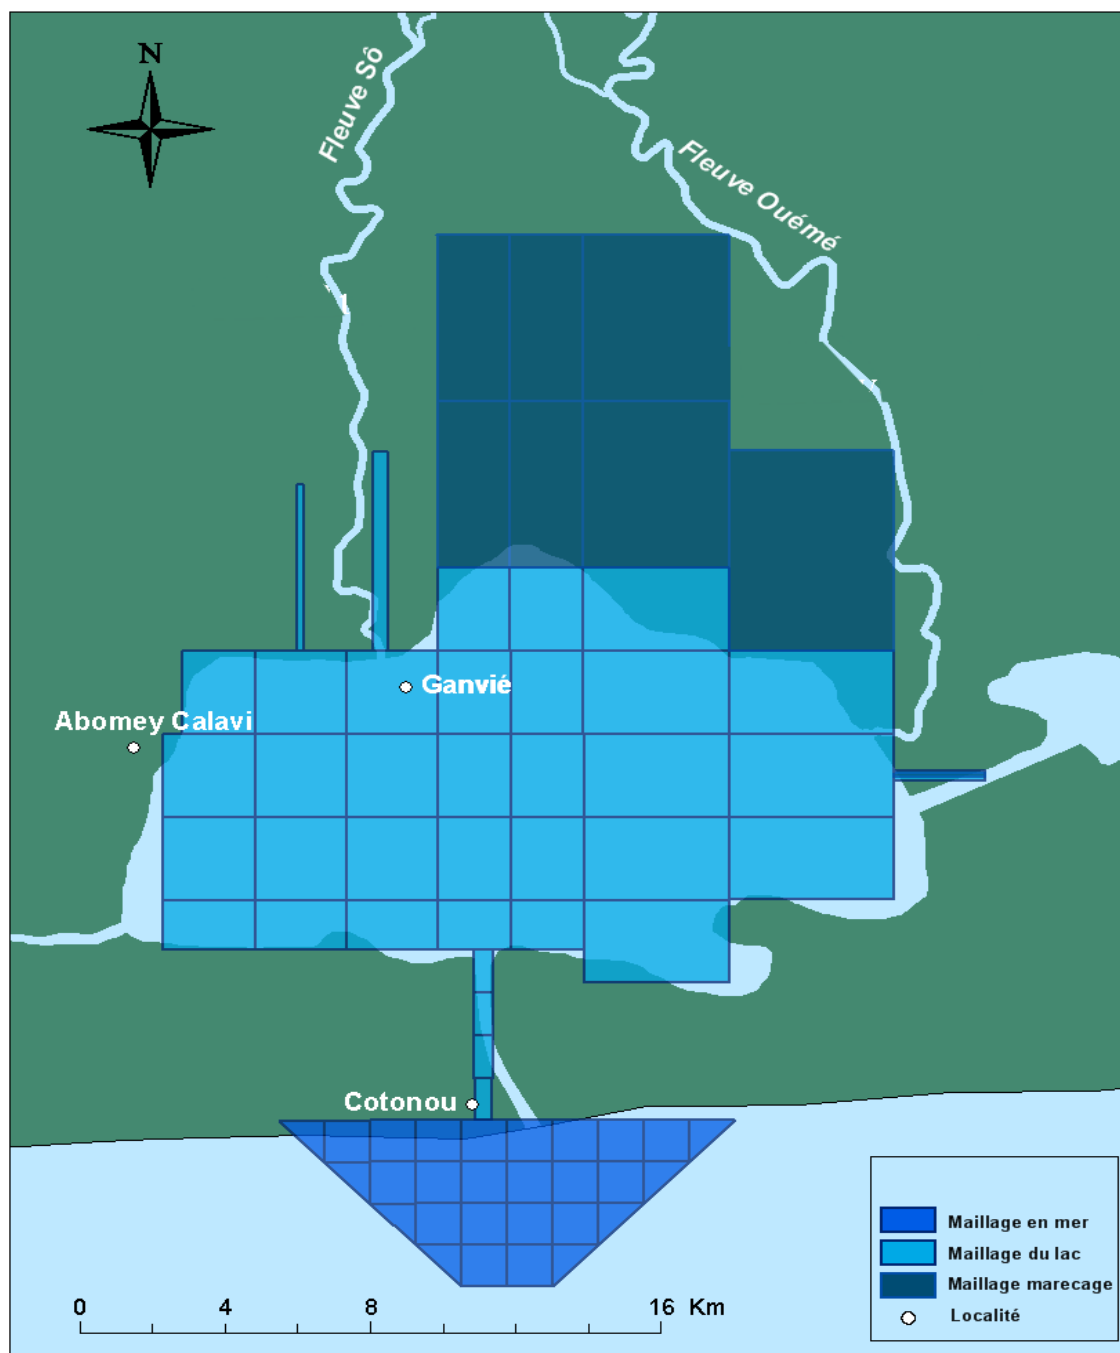 N
Fleuve Sô
Fleuve Ouémé
Ganvié
Abomey Calavi
Cotonou
Maillage en mer
Maillage du lac
Maillage marecage
Localité
0 4 8 16 Km